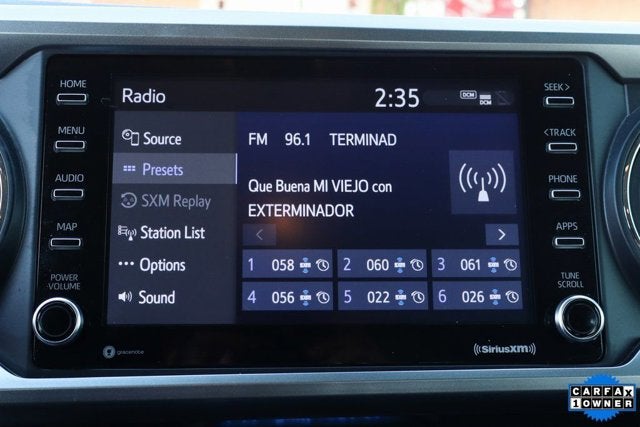 HOME
MENU
AUDIO
MAP
POWER
-VOLUME
Radio
2:35
DCM
DCM
Source
Presets
SXM Replay
Station List
Options
Sound
FM 96.1 TERMINAD
Que Buena MI VIEJO con
EXTERMINADOR
1 058
2 060
3 061
4 056
5 022
6 026
SEEK>
<TRACK
PHONE
APPS
TUNE
SCROLL
gracenote
SiriusXM
CARFAX
1 OWNER